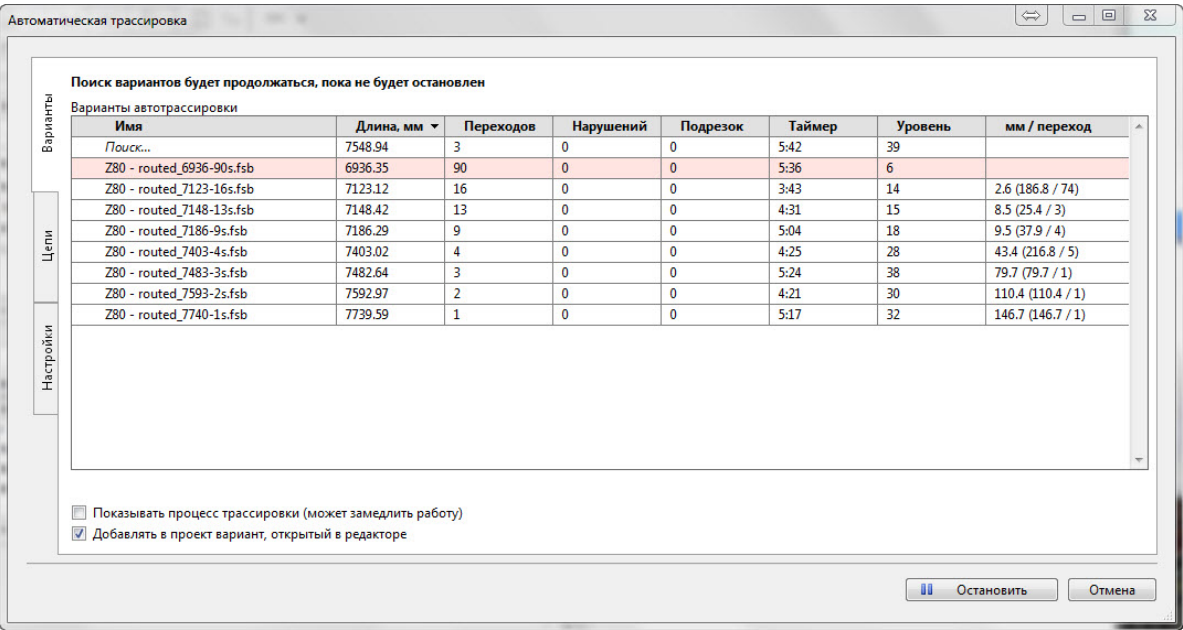 Автоматическая трассировка
Варианты
Цепи
Настройки
Поиск вариантов будет продолжаться, пока не будет остановлен
Варианты автотрассировки
Имя Длина, мм Переходов Нарушений Подрезок Таймер Уровень мм / переход
Поиск... 7548.94 3 0 0 5:42 39
Z80 - routed_6936-90s.fsb 6936.35 90 0 0 5:36 6
Z80 - routed_7123-16s.fsb 7123.12 16 0 0 3:43 14 2.6 (186.8 / 74)
Z80 - routed_7148-13s.fsb 7148.42 13 0 0 4:31 15 8.5 (25.4 / 3)
Z80 - routed_7186-9s.fsb 7186.29 9 0 0 5:04 18 9.5 (37.9 / 4)
Z80 - routed_7403-4s.fsb 7403.02 4 0 0 4:25 28 43.4 (216.8 / 5)
Z80 - routed_7483-3s.fsb 7482.64 3 0 0 5:24 38 79.7 (79.7 / 1)
Z80 - routed_7593-2s.fsb 7592.97 2 0 0 4:21 30 110.4 (110.4 / 1)
Z80 - routed_7740-1s.fsb 7739.59 1 0 0 5:17 32 146.7 (146.7 / 1)
Показывать процесс трассировки (может замедлить работу)
Добавлять в проект вариант, открытый в редакторе
Остановить Отмена